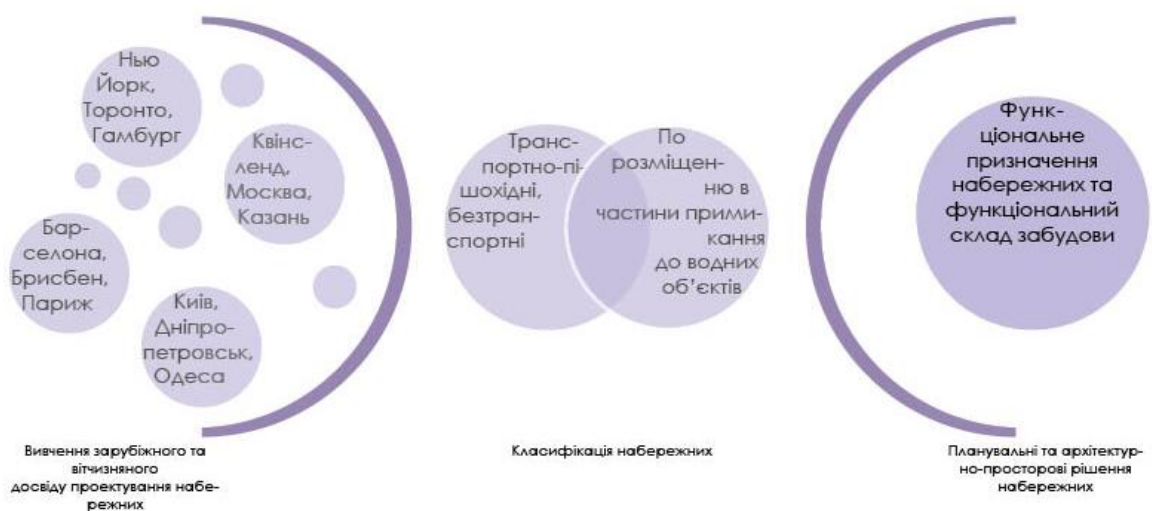 Нью
Йорк,
Торонто,
Гамбург
Квінс-
ленд,
Москва,
Казань
Бар-
селона,
Брисбен,
Париж
Київ,
Дніпро-
петровськ,
Одеса
Вивчення зарубіжного та
вітчизняного
досвіду проектування набе-
режних
Транс-
портно-пі-
шохідні,
безтран-
спортні
По
розміщен-
ню в
частини прими-
кання
до водних
об’єктів
Класифікація набережних
Функ-
ціональне
призначення
набережних та
функціональний
склад забудови
Планувальні та архітектур-
но-просторові рішення
набережних